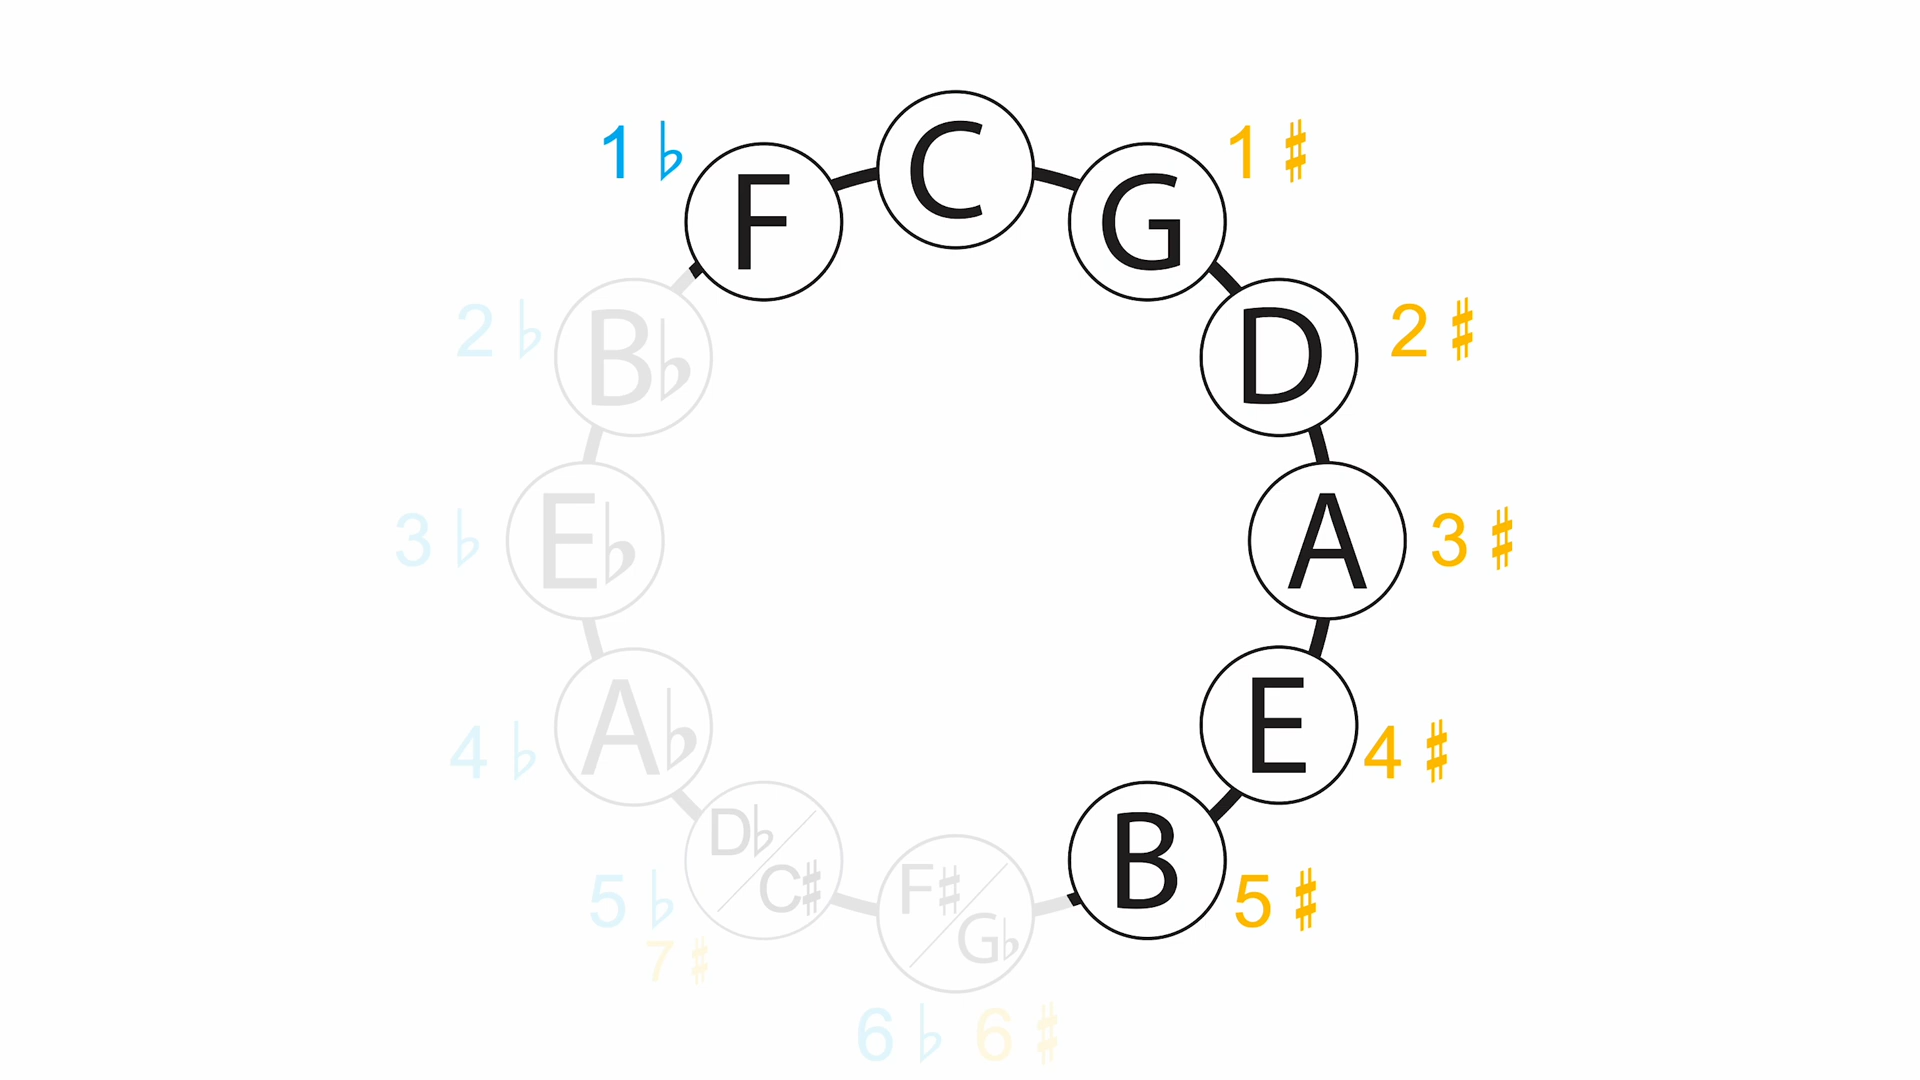 C
1 ♭ F
G 1 ♯
2 ♭ B♭
D 2 ♯
3 ♭ E♭
A 3 ♯
4 ♭ A♭
E 4 ♯
D♭/C♯
5 ♭
7 ♯
F♯/G♭
6 ♭ 6 ♯
B 5 ♯